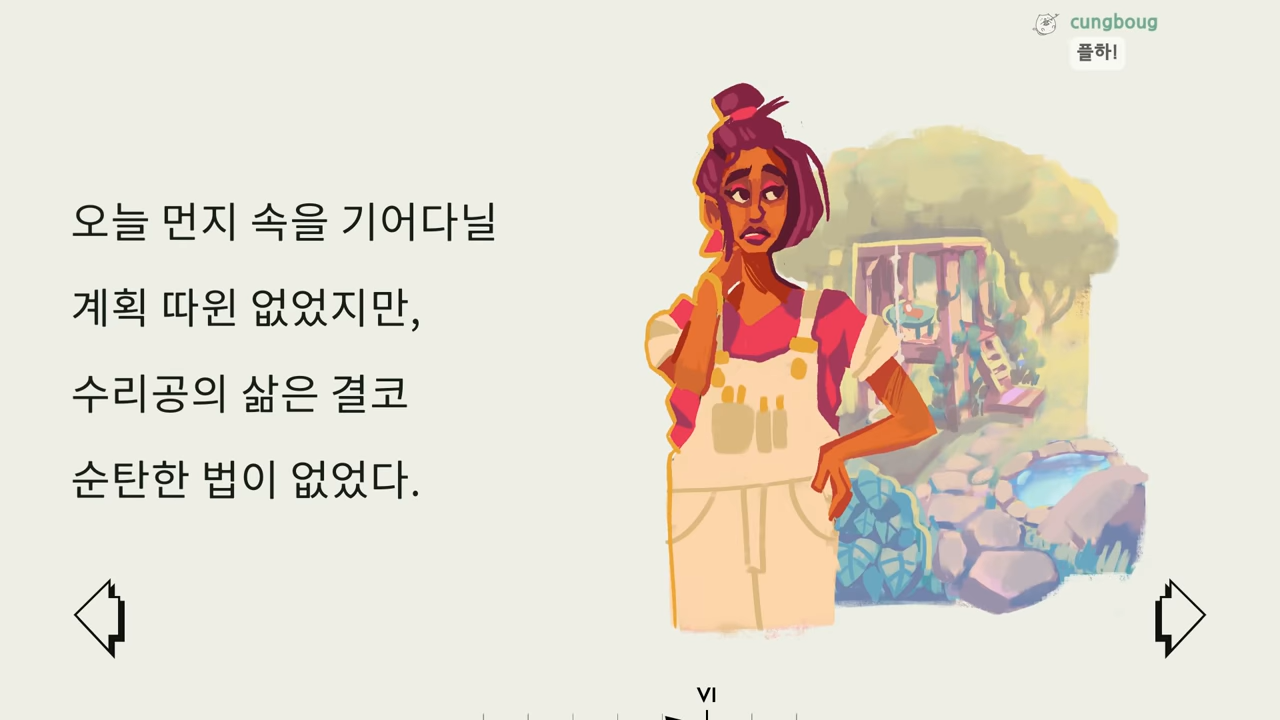 cungboug
플하!
오늘 먼지 속을 기어다닐
계획 따윈 없었지만,
수리공의 삶은 결코
순탄한 법이 없었다.
VI